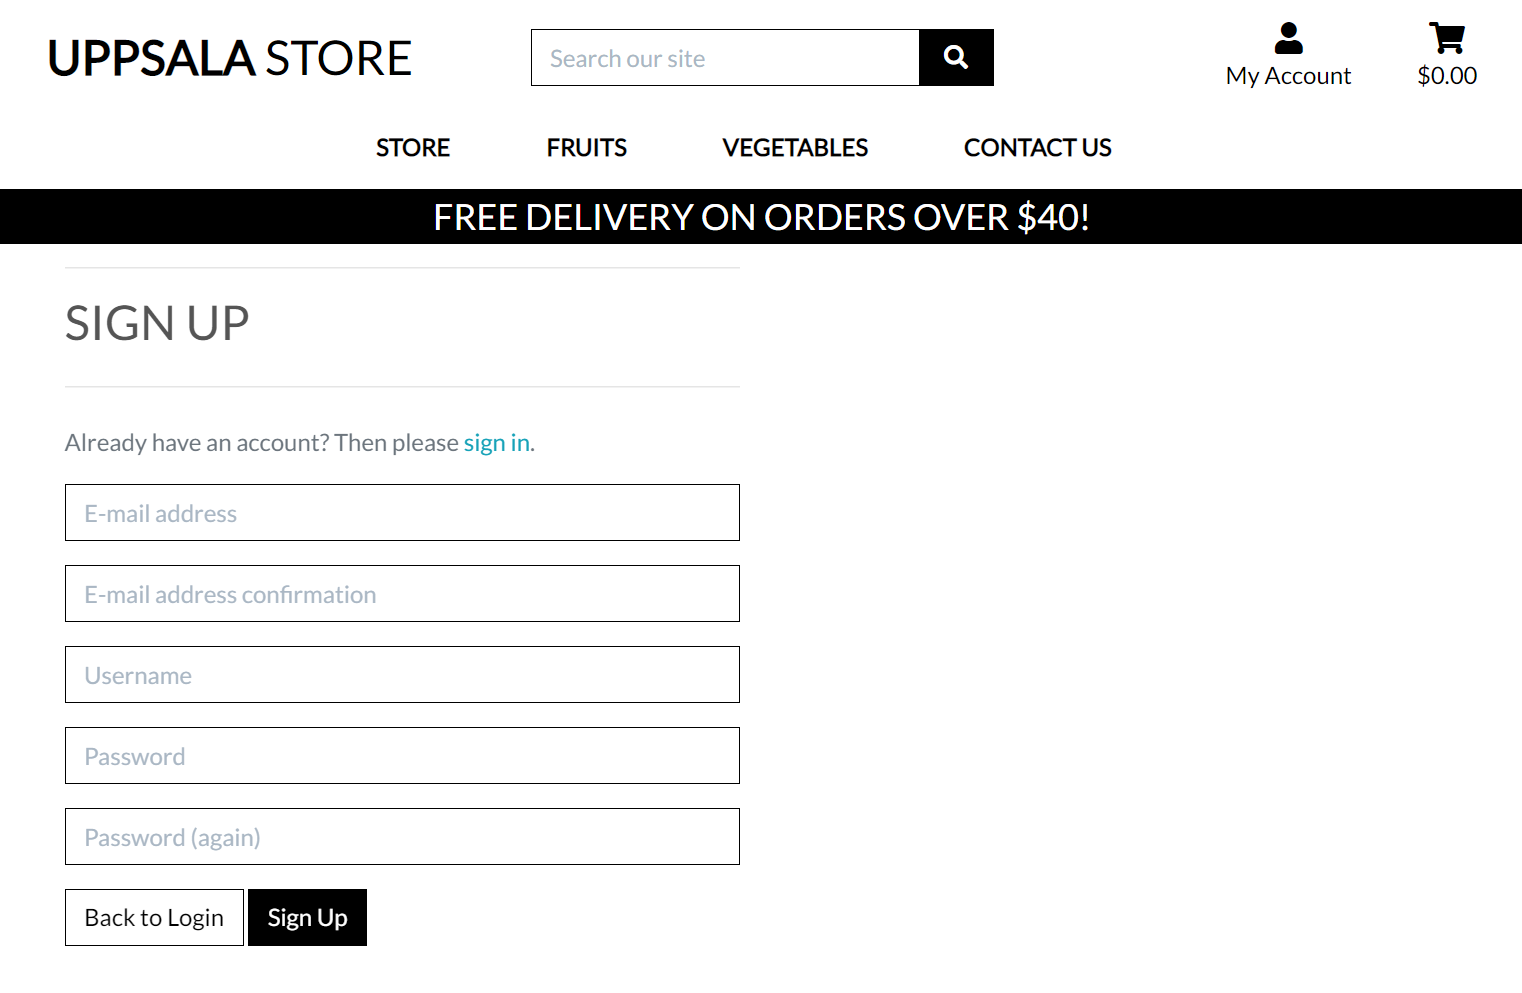 UPPSALA STORE
Search our site
My Account
$0.00
STORE FRUITS VEGETABLES CONTACT US
FREE DELIVERY ON ORDERS OVER $40!
SIGN UP
Already have an account? Then please sign in.
E-mail address
E-mail address confirmation
Username
Password
Password (again)
Back to Login Sign Up